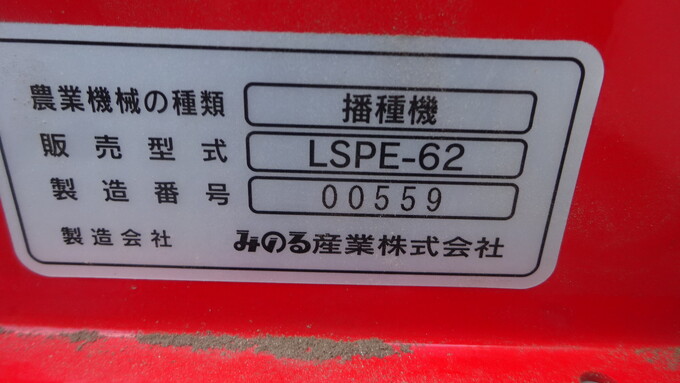 農業機械の種類 播種機
販売型式 LSPE-62
製造番号 00559
製造会社 みのる産業株式会社